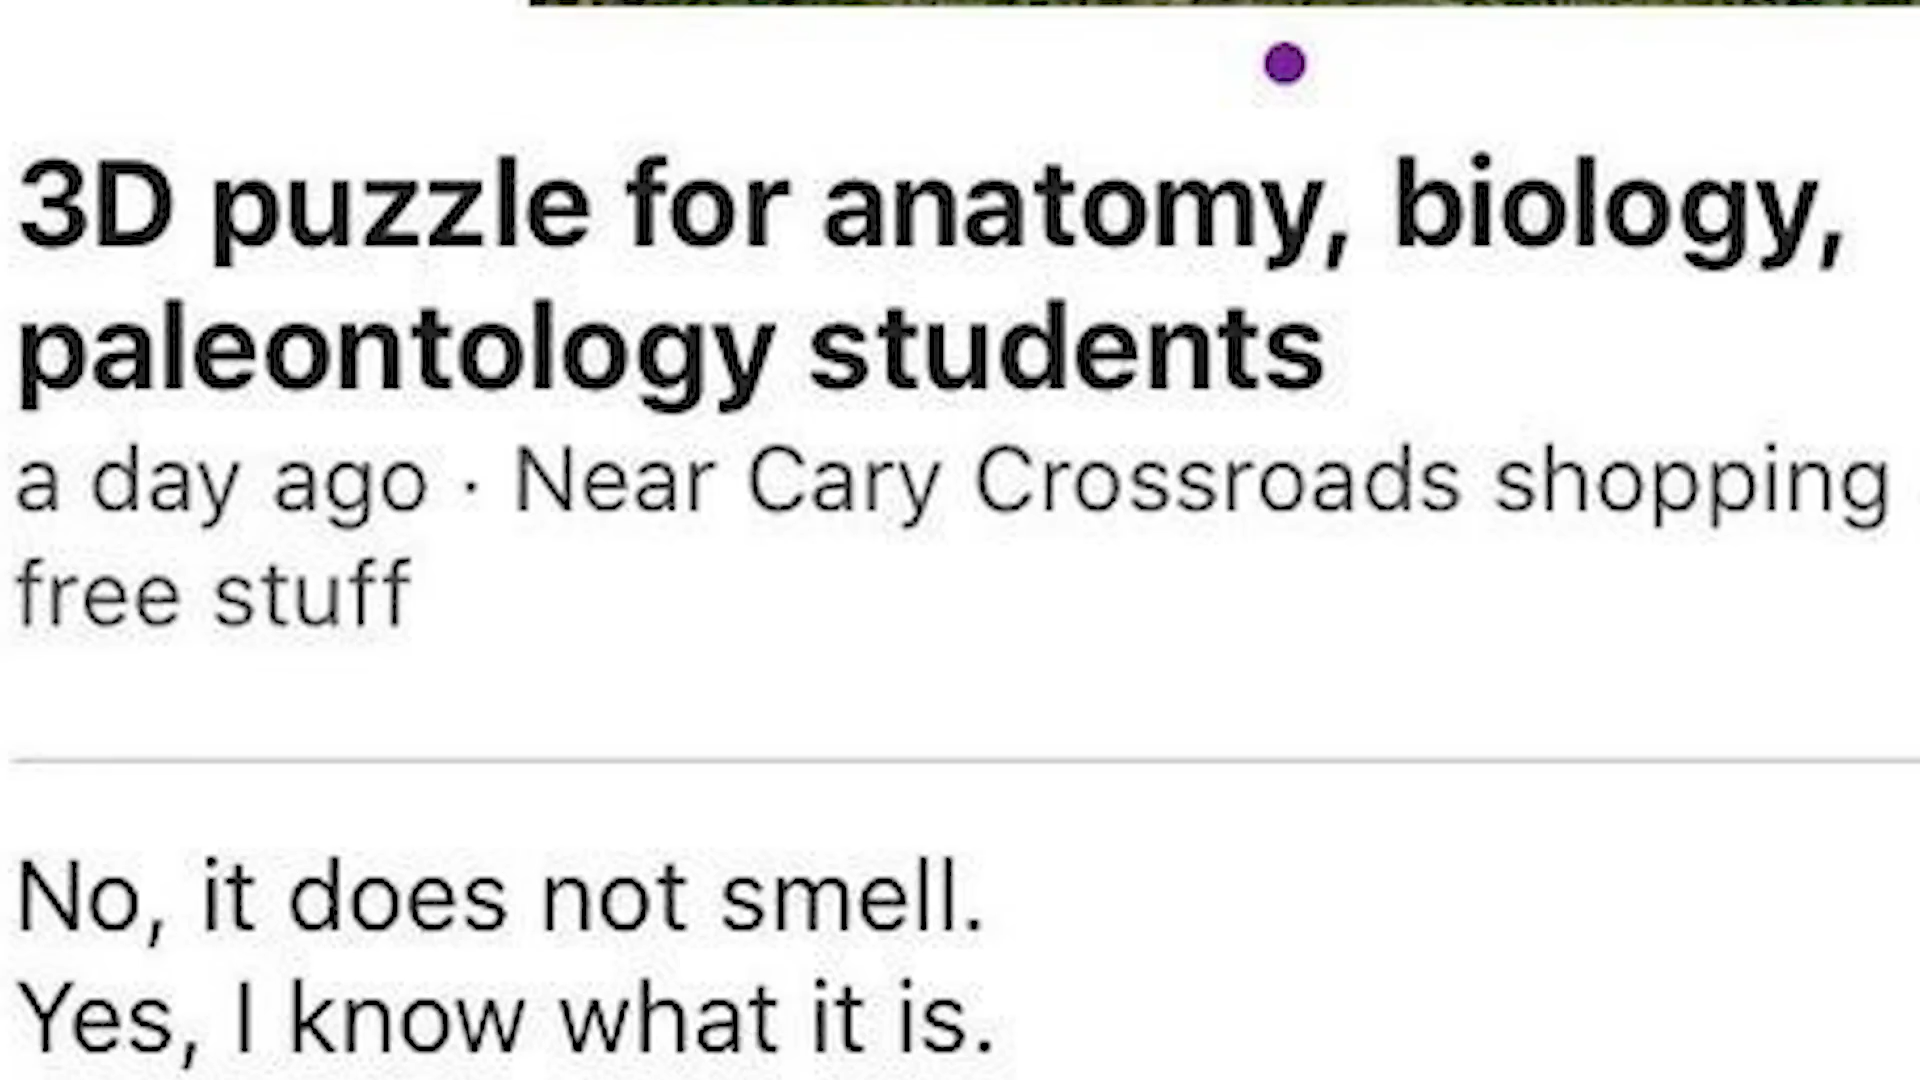 3D puzzle for anatomy, biology,
paleontology students
a day ago · Near Cary Crossroads shopping
free stuff
No, it does not smell.
Yes, I know what it is.